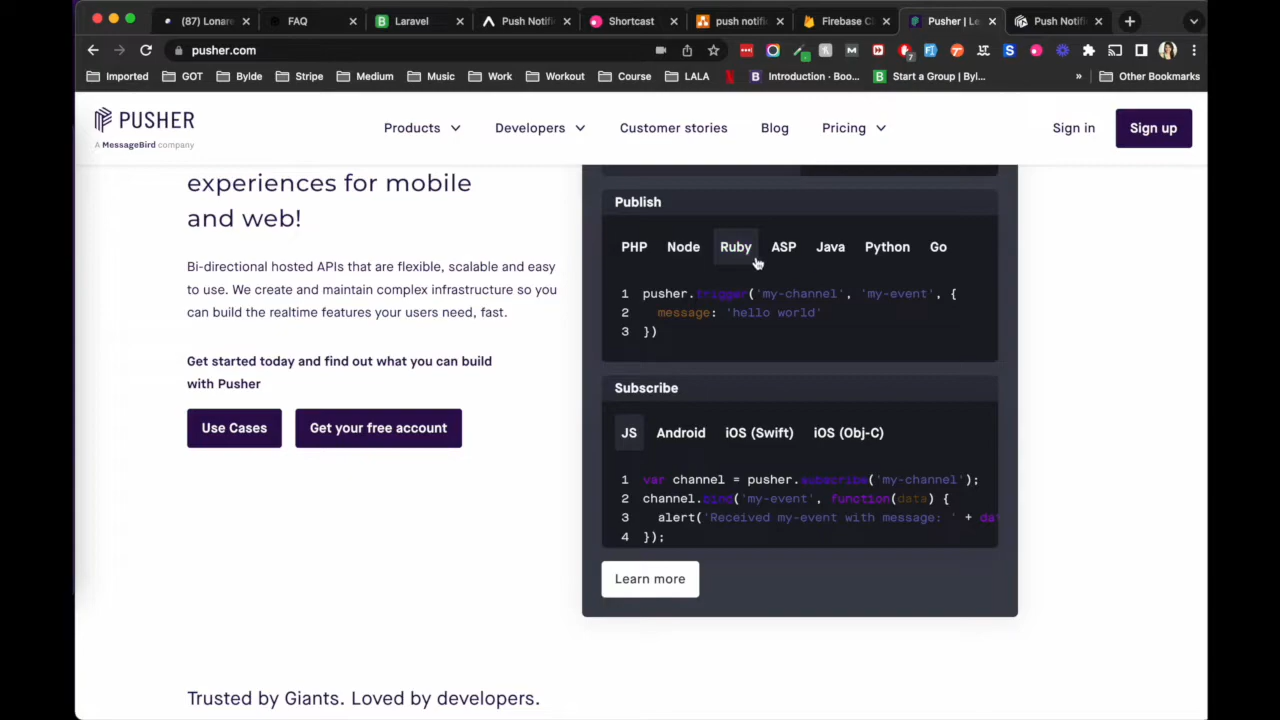 (87) Lonare
FAQ
Laravel
Push Notifi
Shortcast
push notifi
Firebase Cl
Pusher | Le
Push Notifi
pusher.com
Imported
GOT
Bylde
Stripe
Medium
Music
Work
Workout
Course
LALA
Introduction · Boo...
Start a Group | Byl...
»
Other Bookmarks
PUSHER
A MessageBird company
Products
Developers
Customer stories
Blog
Pricing
Sign in
Sign up
experiences for mobile
and web!
Bi-directional hosted APIs that are flexible, scalable and easy
to use. We create and maintain complex infrastructure so you
can build the realtime features your users need, fast.
Get started today and find out what you can build
with Pusher
Use Cases
Get your free account
Publish
PHP Node Ruby ASP Java Python Go
1 pusher.trigger('my-channel', 'my-event', {
2 message: 'hello world'
3 })
Subscribe
JS Android iOS (Swift) iOS (Obj-C)
1 var channel = pusher.subscribe('my-channel');
2 channel.bind('my-event', function(data) {
3 alert('Received my-event with message: ' + dat
4 });
Learn more
Trusted by Giants. Loved by developers.